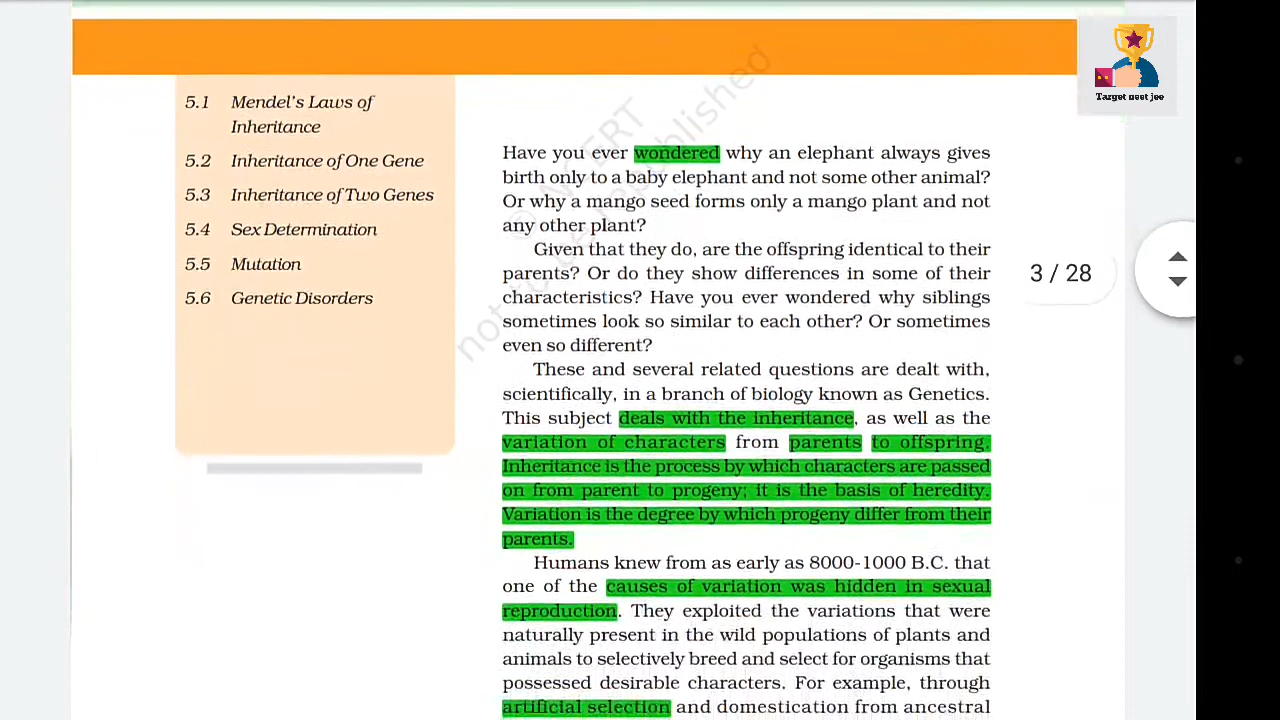 5.1 Mendel's Laws of
Inheritance
5.2 Inheritance of One Gene
5.3 Inheritance of Two Genes
5.4 Sex Determination
5.5 Mutation
5.6 Genetic Disorders
Have you ever wondered why an elephant always gives
birth only to a baby elephant and not some other animal?
Or why a mango seed forms only a mango plant and not
any other plant?
Given that they do, are the offspring identical to their
parents? Or do they show differences in some of their
characteristics? Have you ever wondered why siblings
sometimes look so similar to each other? Or sometimes
even so different?
These and several related questions are dealt with,
scientifically, in a branch of biology known as Genetics.
This subject deals with the inheritance, as well as the
variation of characters from parents to offspring.
Inheritance is the process by which characters are passed
on from parent to progeny; it is the basis of heredity.
Variation is the degree by which progeny differ from their
parents.
Humans knew from as early as 8000-1000 B.C. that
one of the causes of variation was hidden in sexual
reproduction. They exploited the variations that were
naturally present in the wild populations of plants and
animals to selectively breed and select for organisms that
possessed desirable characters. For example, through
artificial selection and domestication from ancestral
© NCERT
not to be republished
3 / 28
Target neet jee